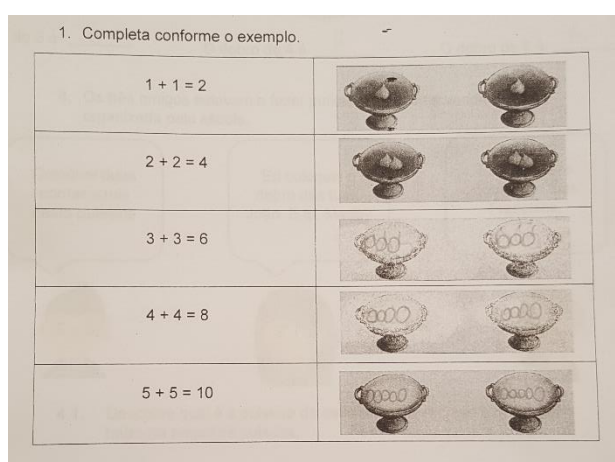 1. Completa conforme o exemplo.
1 + 1 = 2
2 + 2 = 4
3 + 3 = 6
4 + 4 = 8
5 + 5 = 10